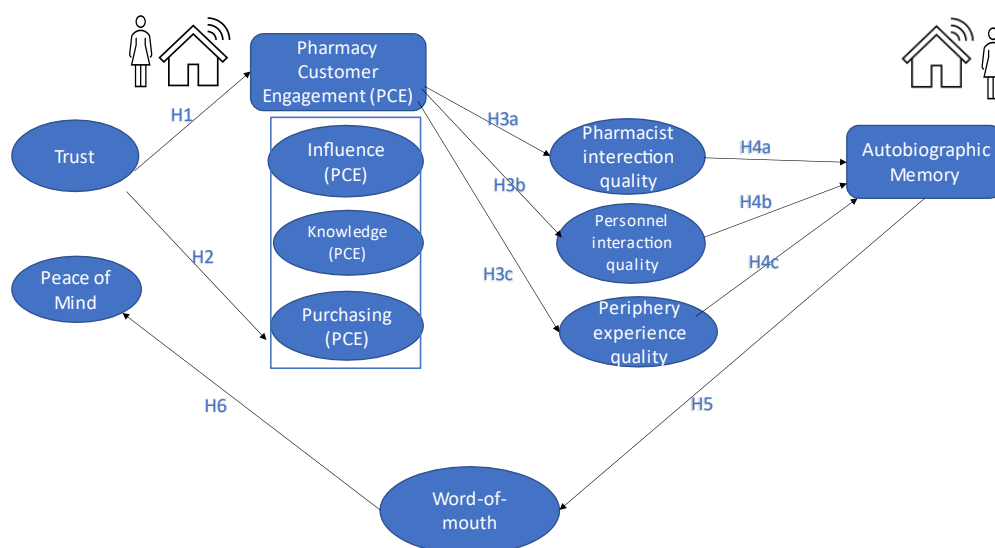 Pharmacy
Customer
Engagement (PCE)
H1
H3a
Trust
Influence
(PCE)
Pharmacist
interection
quality
H4a
Autobiographic
Memory
H3b
H4b
Knowledge
(PCE)
Personnel
interaction
quality
H2
H3c
H4c
Peace of
Mind
Purchasing
(PCE)
Periphery
experience
quality
H6
H5
Word-of-
mouth